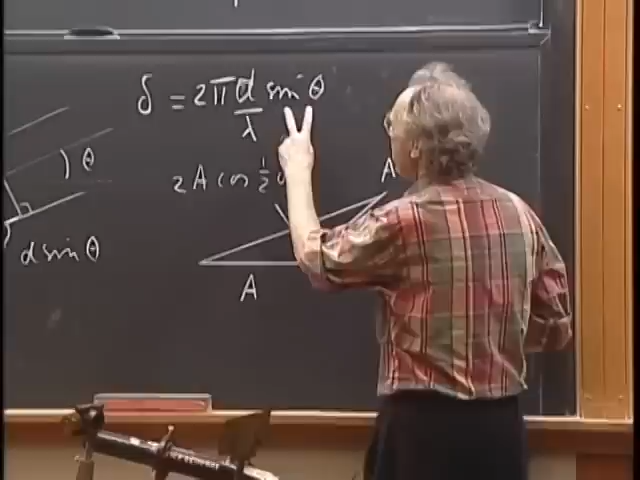 δ = 2π d sin θ
λ
θ
2A cos 1/2
A
d sin θ
A